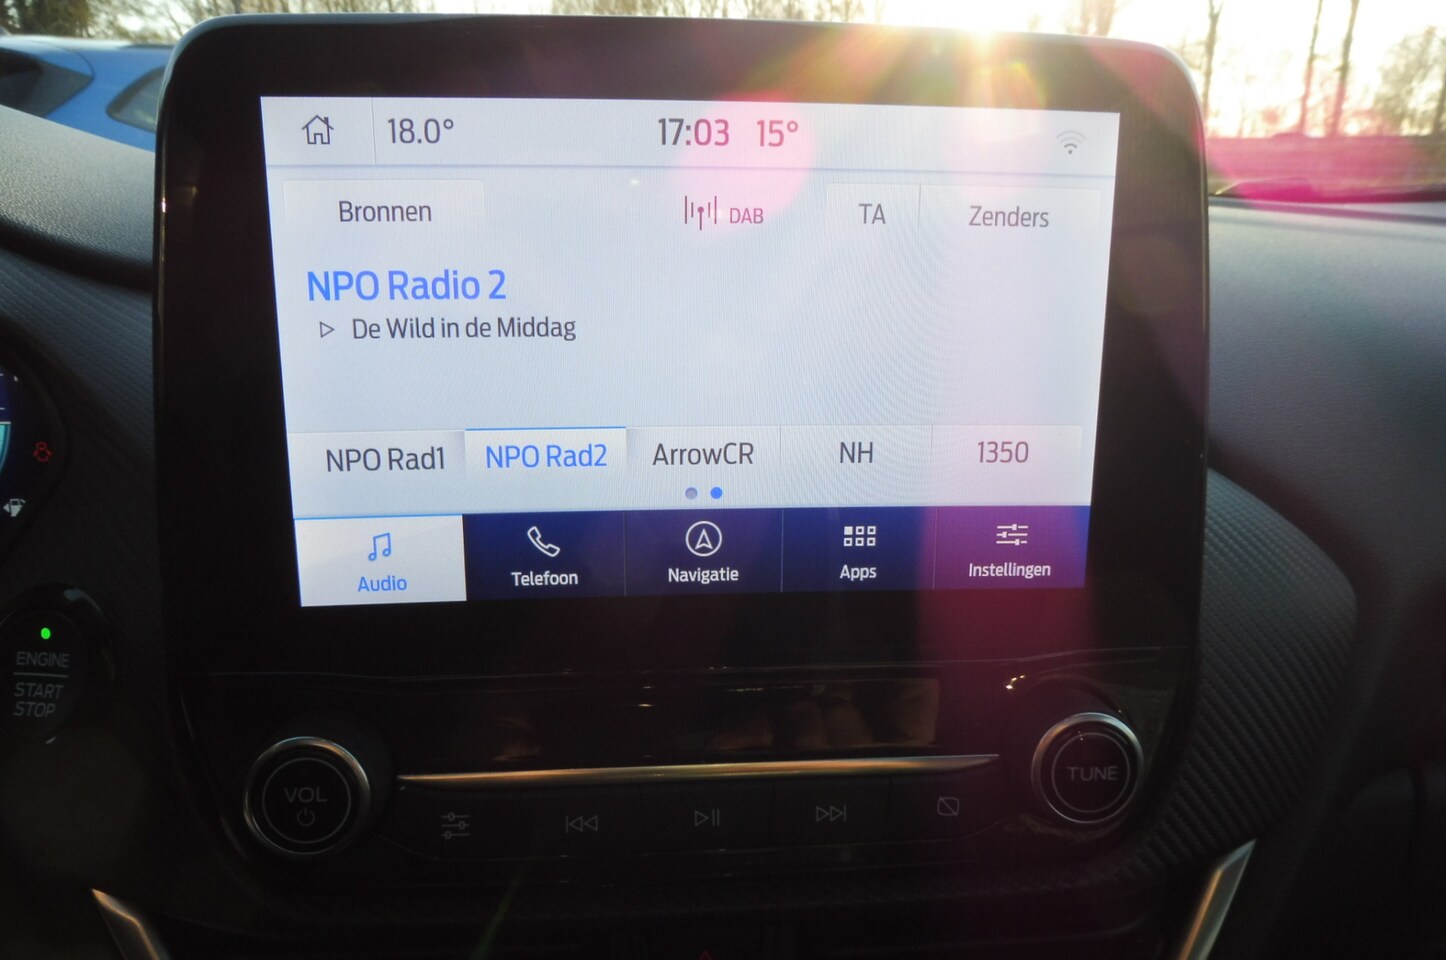 18.0° 17:03 15°
Bronnen DAB TA Zenders
NPO Radio 2
De Wild in de Middag
NPO Rad1 NPO Rad2 ArrowCR NH 1350
Audio Telefoon Navigatie Apps Instellingen
ENGINE
START
STOP
VOL
TUNE